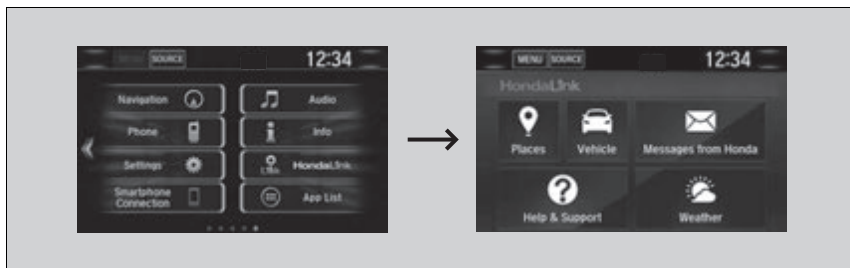 SOURCE
12:34
Navigation
Audio
Phone
Info
Settings
HondaLink
Smartphone
Connection
App List
MENU SOURCE
12:34
HondaLink
Places
Vehicle
Messages from Honda
Help & Support
Weather